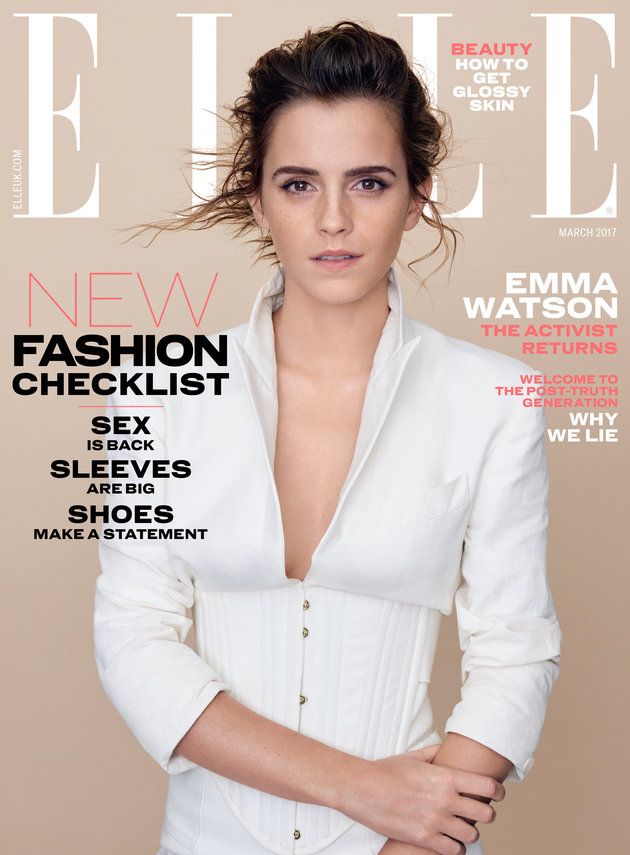 ELLE
ELLEUK.COM
BEAUTY
HOW TO
GET
GLOSSY
SKIN
MARCH 2017
NEW
FASHION
CHECKLIST
SEX
IS BACK
SLEEVES
ARE BIG
SHOES
MAKE A STATEMENT
EMMA
WATSON
THE ACTIVIST
RETURNS
WELCOME TO
THE POST-TRUTH
GENERATION
WHY
WE LIE